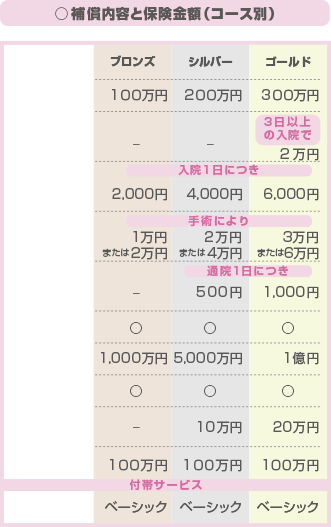 ○補償内容と保険金額（コース別）
ブロンズ シルバー ゴールド
100万円 200万円 300万円
3日以上
の入院で
– – 2万円
入院1日につき
2,000円 4,000円 6,000円
手術により
1万円 2万円 3万円
または2万円 または4万円 または6万円
通院1日につき
– 500円 1,000円
○ ○ ○
1,000万円 5,000万円 1億円
○ ○ ○
– 10万円 20万円
100万円 100万円 100万円
付帯サービス
ベーシック ベーシック ベーシック